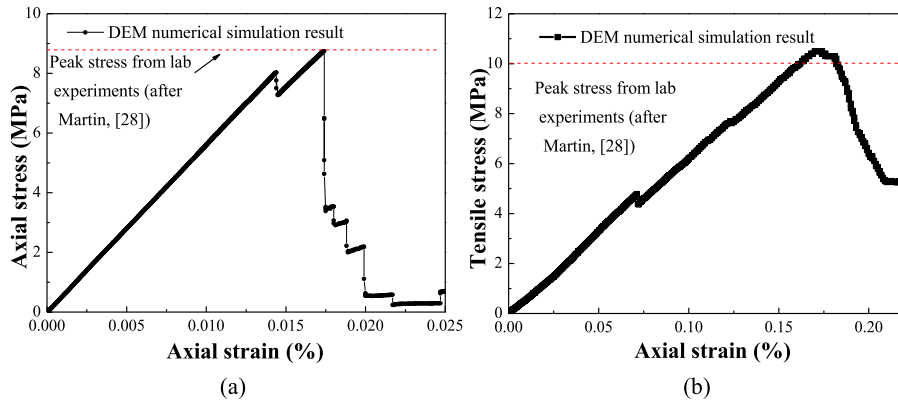 DEM numerical simulation result
Peak stress from lab
experiments (after
Martin, [28])
Axial stress (MPa)
10
8
6
4
2
0
0.000
0.005
0.010
0.015
0.020
0.025
Axial strain (%)
(a)
DEM numerical simulation result
Peak stress from lab
experiments (after
Martin, [28])
Tensile stress (MPa)
12
10
8
6
4
2
0
0.00
0.05
0.10
0.15
0.20
Axial strain (%)
(b)